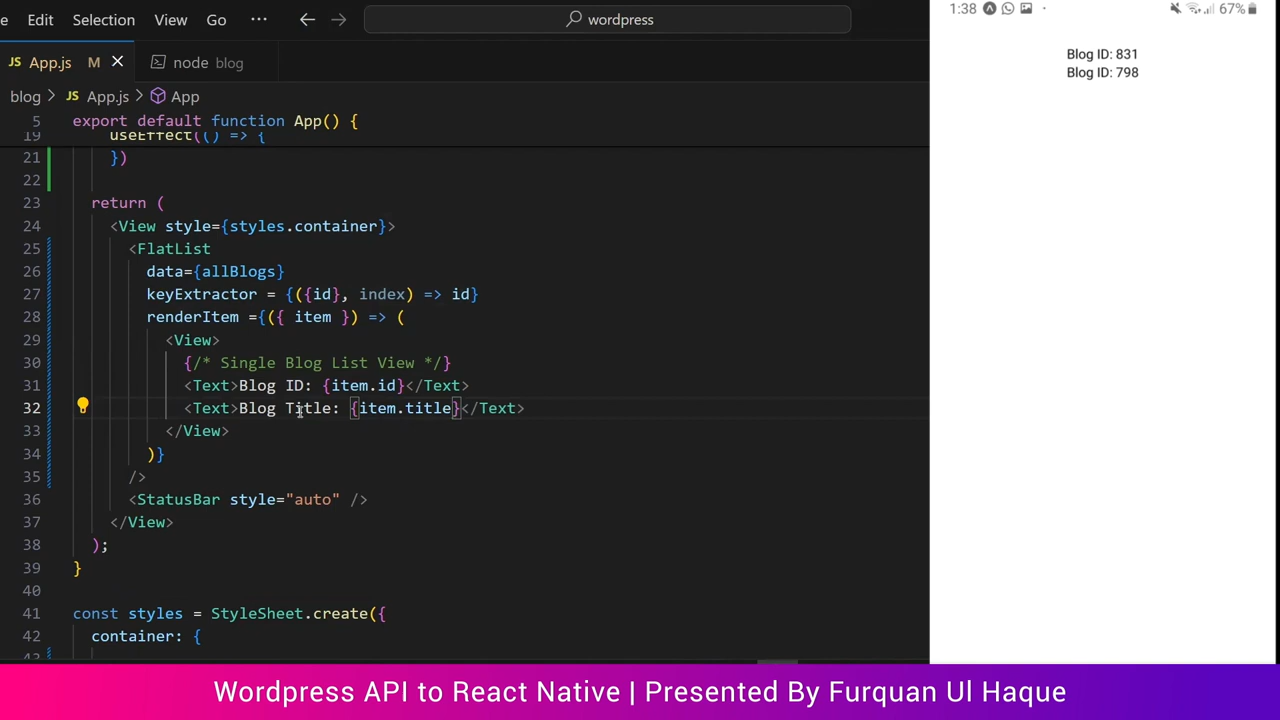 e Edit Selection View Go ··· ← → wordpress
JS App.js M × node blog
blog > JS App.js > App
5 export default function App() {
19 useEffect(() => {
21 })
22
23 return (
24 <View style={styles.container}>
25 <FlatList
26 data={allBlogs}
27 keyExtractor = {({id}, index) => id}
28 renderItem ={({ item }) => (
29 <View>
30 {/* Single Blog List View */}
31 <Text>Blog ID: {item.id}</Text>
32 <Text>Blog Title: {item.title}</Text>
33 </View>
34 )}
35 />
36 <StatusBar style="auto" />
37 </View>
38 );
39 }
40
41 const styles = StyleSheet.create({
42 container: {
43
1:38 67%
Blog ID: 831
Blog ID: 798
Wordpress API to React Native | Presented By Furquan Ul Haque